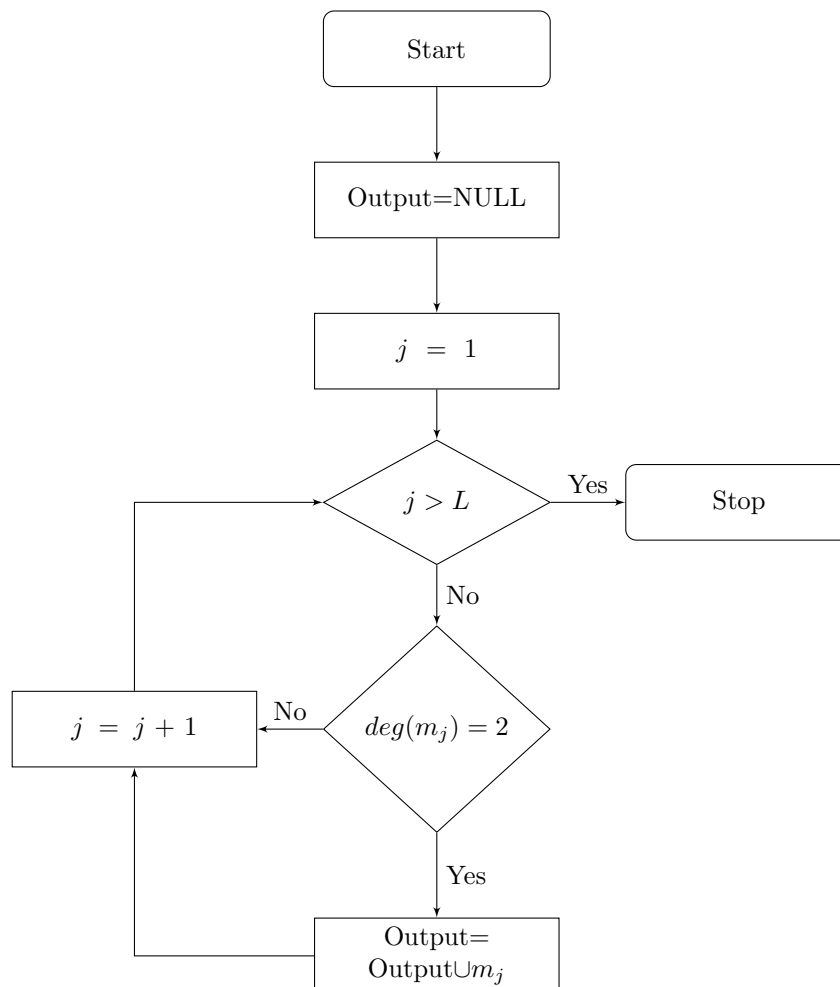 Start
Output=NULL
j = 1
j > L
Yes
Stop
No
deg(m_j) = 2
No
j = j + 1
Yes
Output=
Output∪m_j